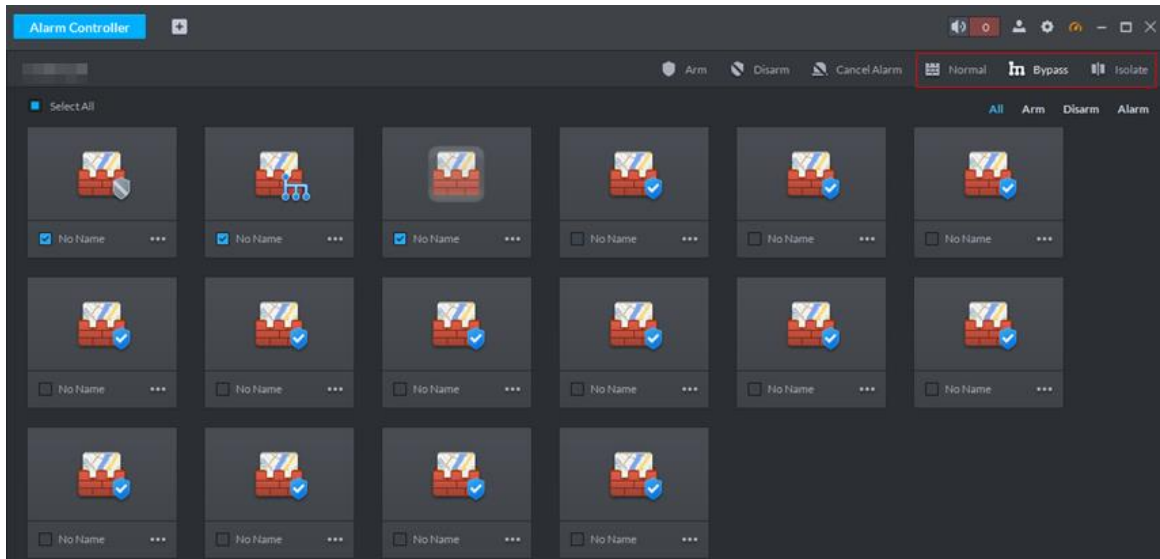 Alarm Controller 0
Arm Disarm Cancel Alarm Normal Bypass Isolate
Select All All Arm Disarm Alarm
No Name No Name No Name No Name No Name No Name
No Name No Name No Name No Name No Name No Name
No Name No Name No Name No Name